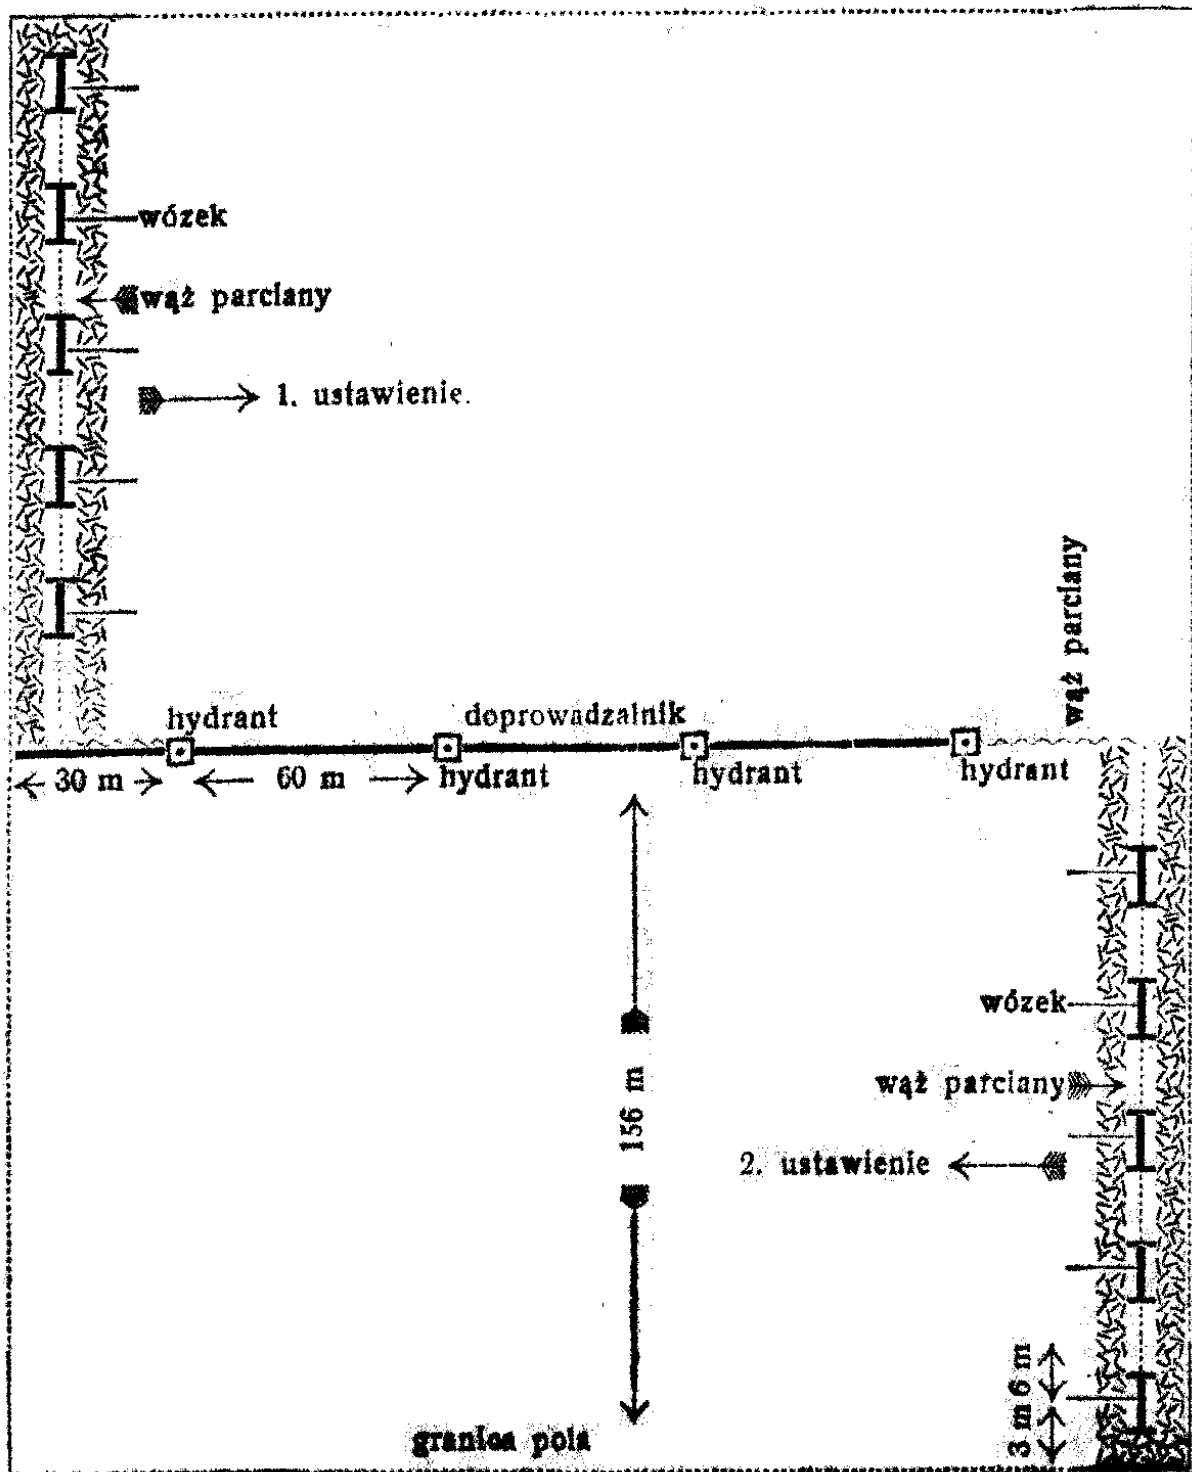 wózek
wąż parciany
1. ustawienie.
wąż parciany
hydrant
doprowadzalnik
30 m
60 m
hydrant
hydrant
hydrant
wózek
wąż parciany
156 m
2. ustawienie
6 m
3 m
granica pola